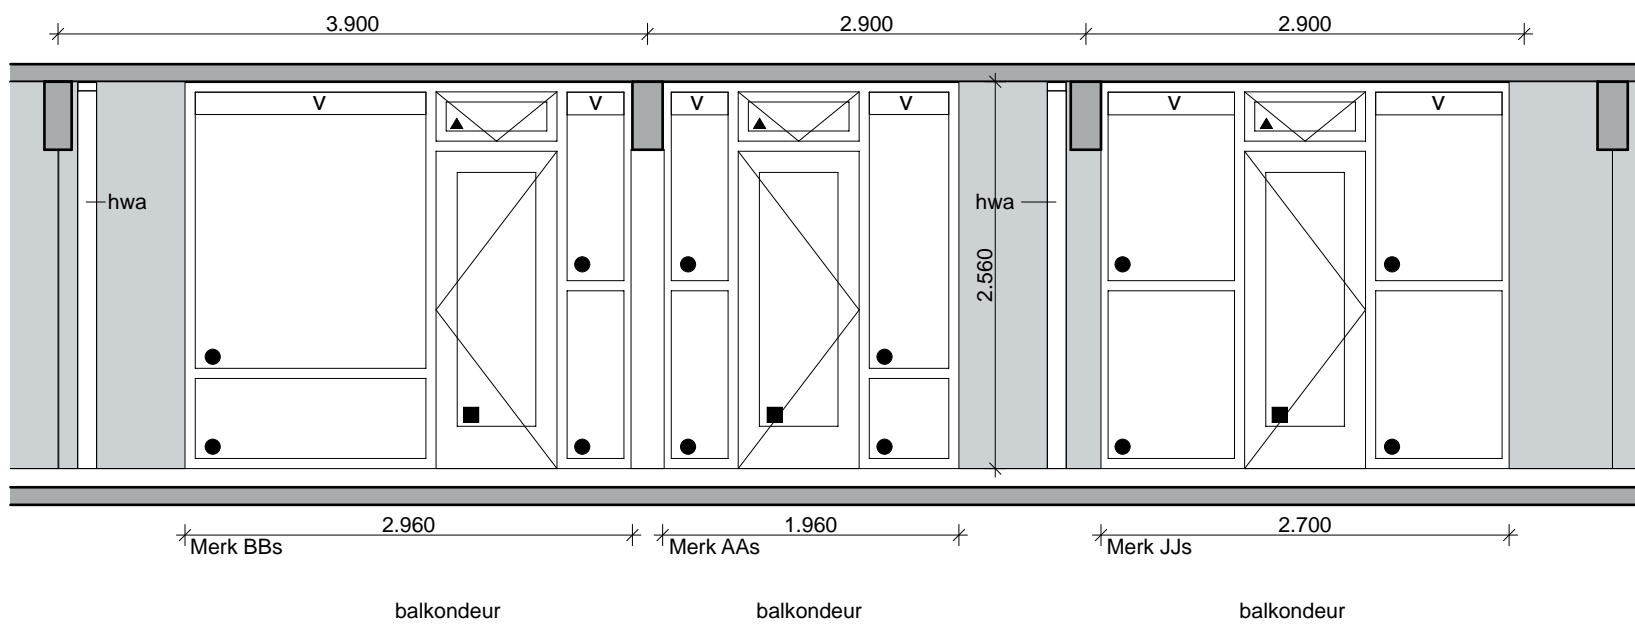 3.900
2.900
2.900
V
V
V
V
V
V
hwa
hwa
2.560
2.960
1.960
2.700
Merk BBs
Merk AAs
Merk JJs
balkondeur
balkondeur
balkondeur